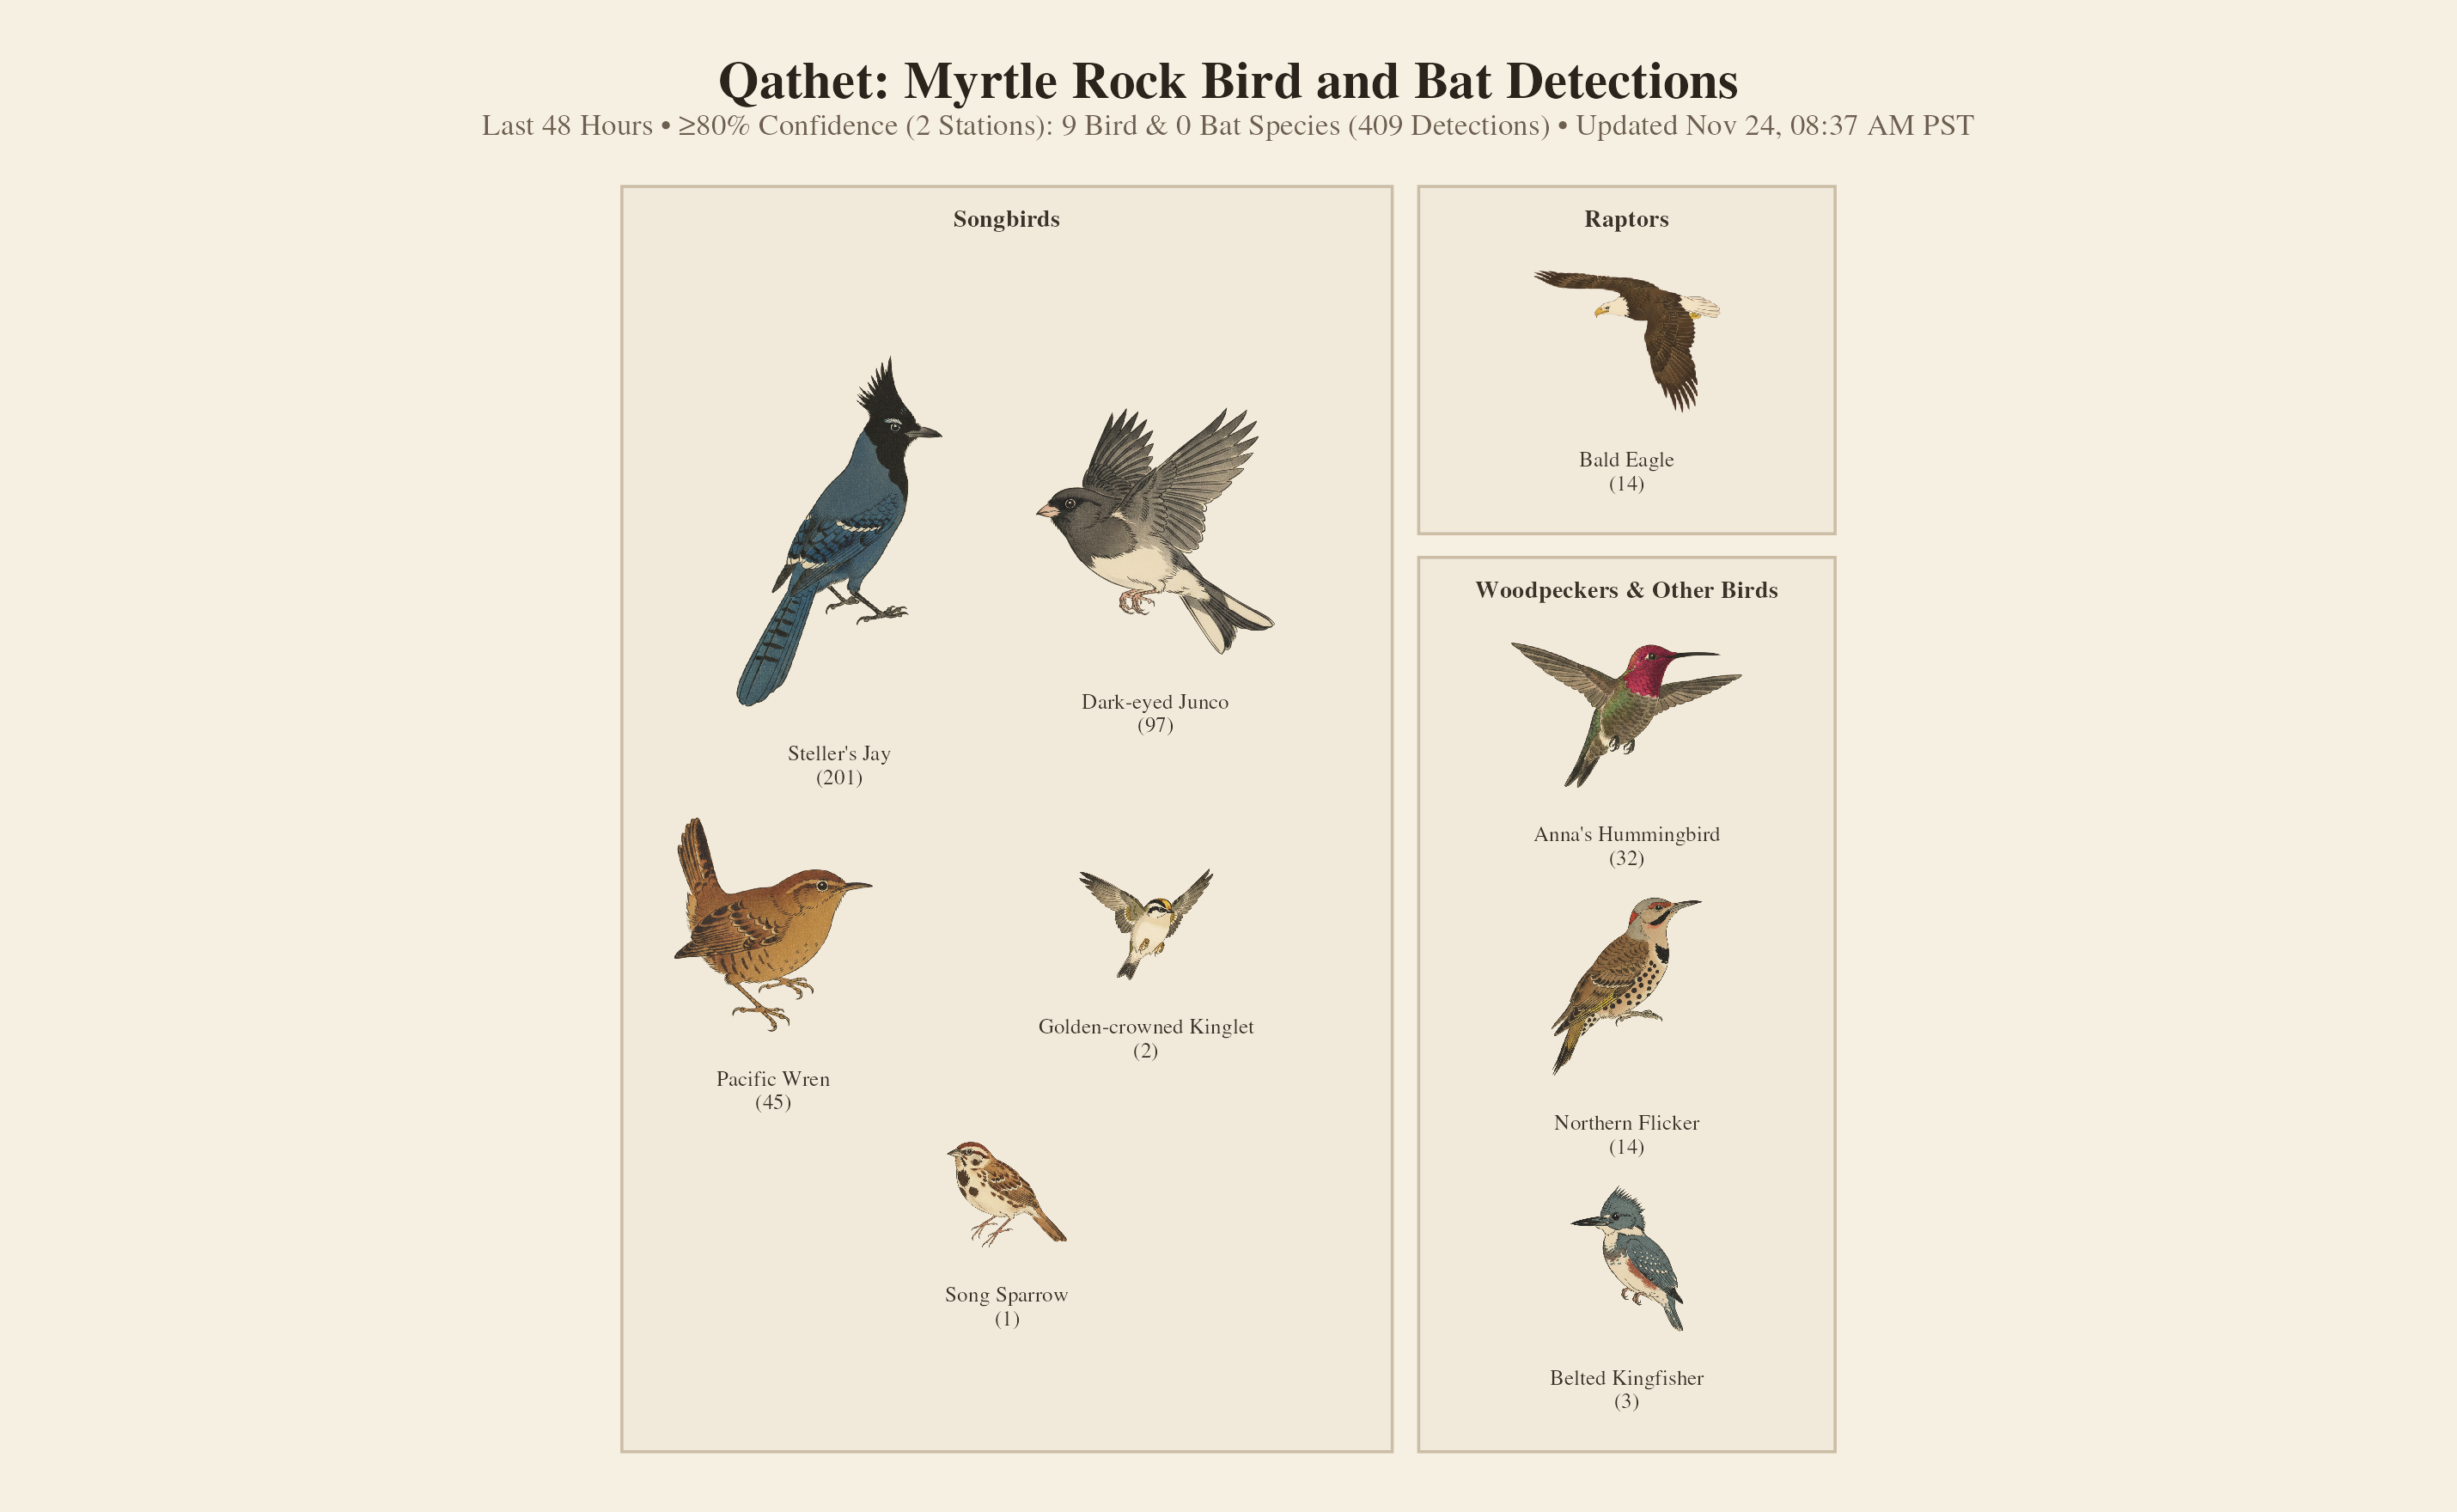 Qathet: Myrtle Rock Bird and Bat Detections
Last 48 Hours • ≥80% Confidence (2 Stations): 9 Bird & 0 Bat Species (409 Detections) • Updated Nov 24, 08:37 AM PST
Songbirds
Steller's Jay
(201)
Dark-eyed Junco
(97)
Pacific Wren
(45)
Golden-crowned Kinglet
(2)
Song Sparrow
(1)
Raptors
Bald Eagle
(14)
Woodpeckers & Other Birds
Anna's Hummingbird
(32)
Northern Flicker
(14)
Belted Kingfisher
(3)